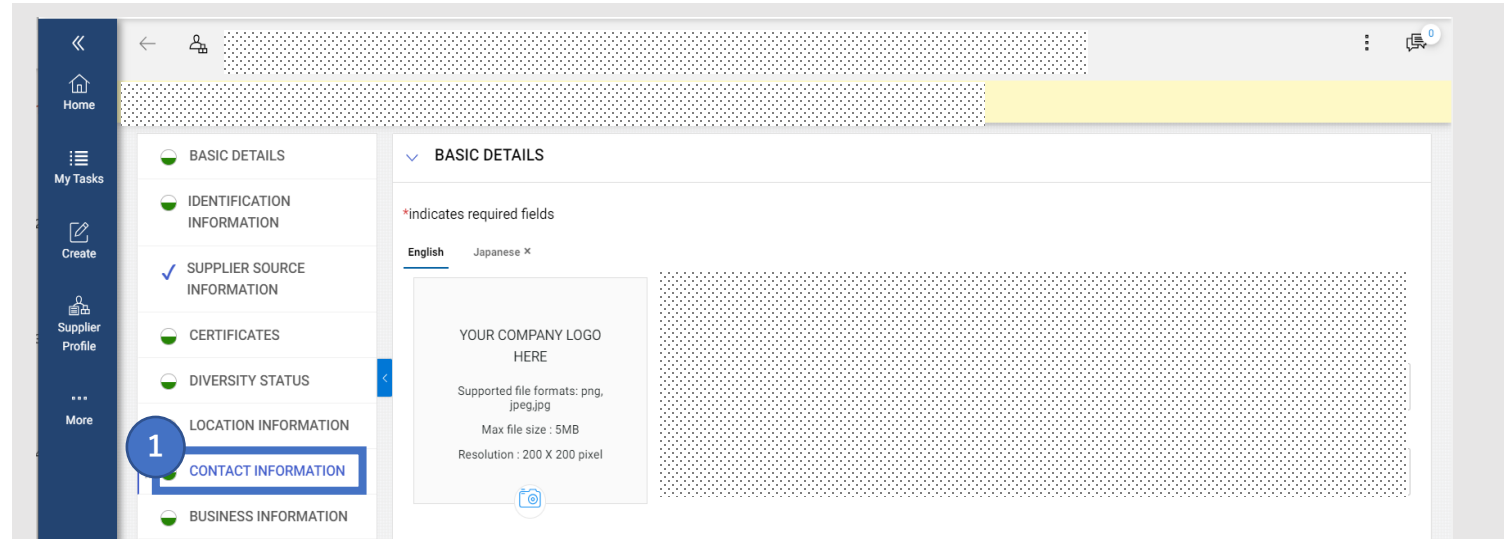 0
Home
My Tasks
Create
Supplier
Profile
More
BASIC DETAILS
IDENTIFICATION
INFORMATION
SUPPLIER SOURCE
INFORMATION
CERTIFICATES
DIVERSITY STATUS
LOCATION INFORMATION
1
CONTACT INFORMATION
BUSINESS INFORMATION
BASIC DETAILS
*indicates required fields
English Japanese ×
YOUR COMPANY LOGO
HERE
Supported file formats: png,
jpeg,jpg
Max file size : 5MB
Resolution : 200 X 200 pixel